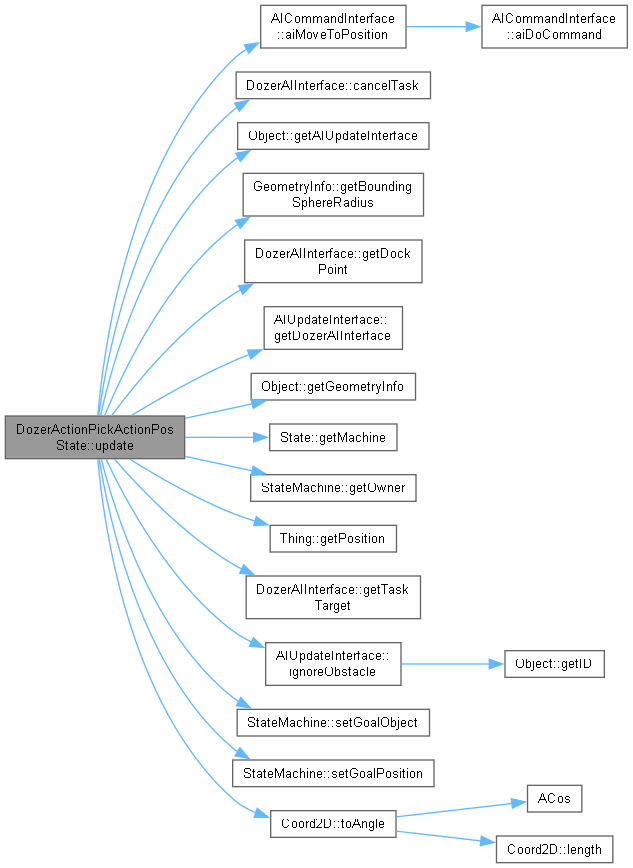 AICommandInterface
::aiMoveToPosition
AICommandInterface
::aiDoCommand
DozerAIInterface::cancelTask
Object::getAIUpdateInterface
GeometryInfo::getBounding
SphereRadius
DozerAIInterface::getDock
Point
AIUpdateInterface::
getDozerAIInterface
Object::getGeometryInfo
DozerActionPickActionPos
State::update
State::getMachine
StateMachine::getOwner
Thing::getPosition
DozerAIInterface::getTask
Target
AIUpdateInterface::
ignoreObstacle
Object::getID
StateMachine::setGoalObject
StateMachine::setGoalPosition
Coord2D::toAngle
ACos
Coord2D::length